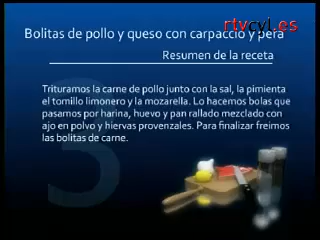 rtvcyl.es
Bolitas de pollo y queso con carpaccio y pera
Resumen de la receta
Trituramos la carne de pollo junto con la sal, la pimienta
el tomillo limonero y la mozarella. Lo hacemos bolas que
pasamos por harina, huevo y pan rallado mezclado con
ajo en polvo y hiervas provenzales. Para finalizar freimos
las bolitas de carne.
3